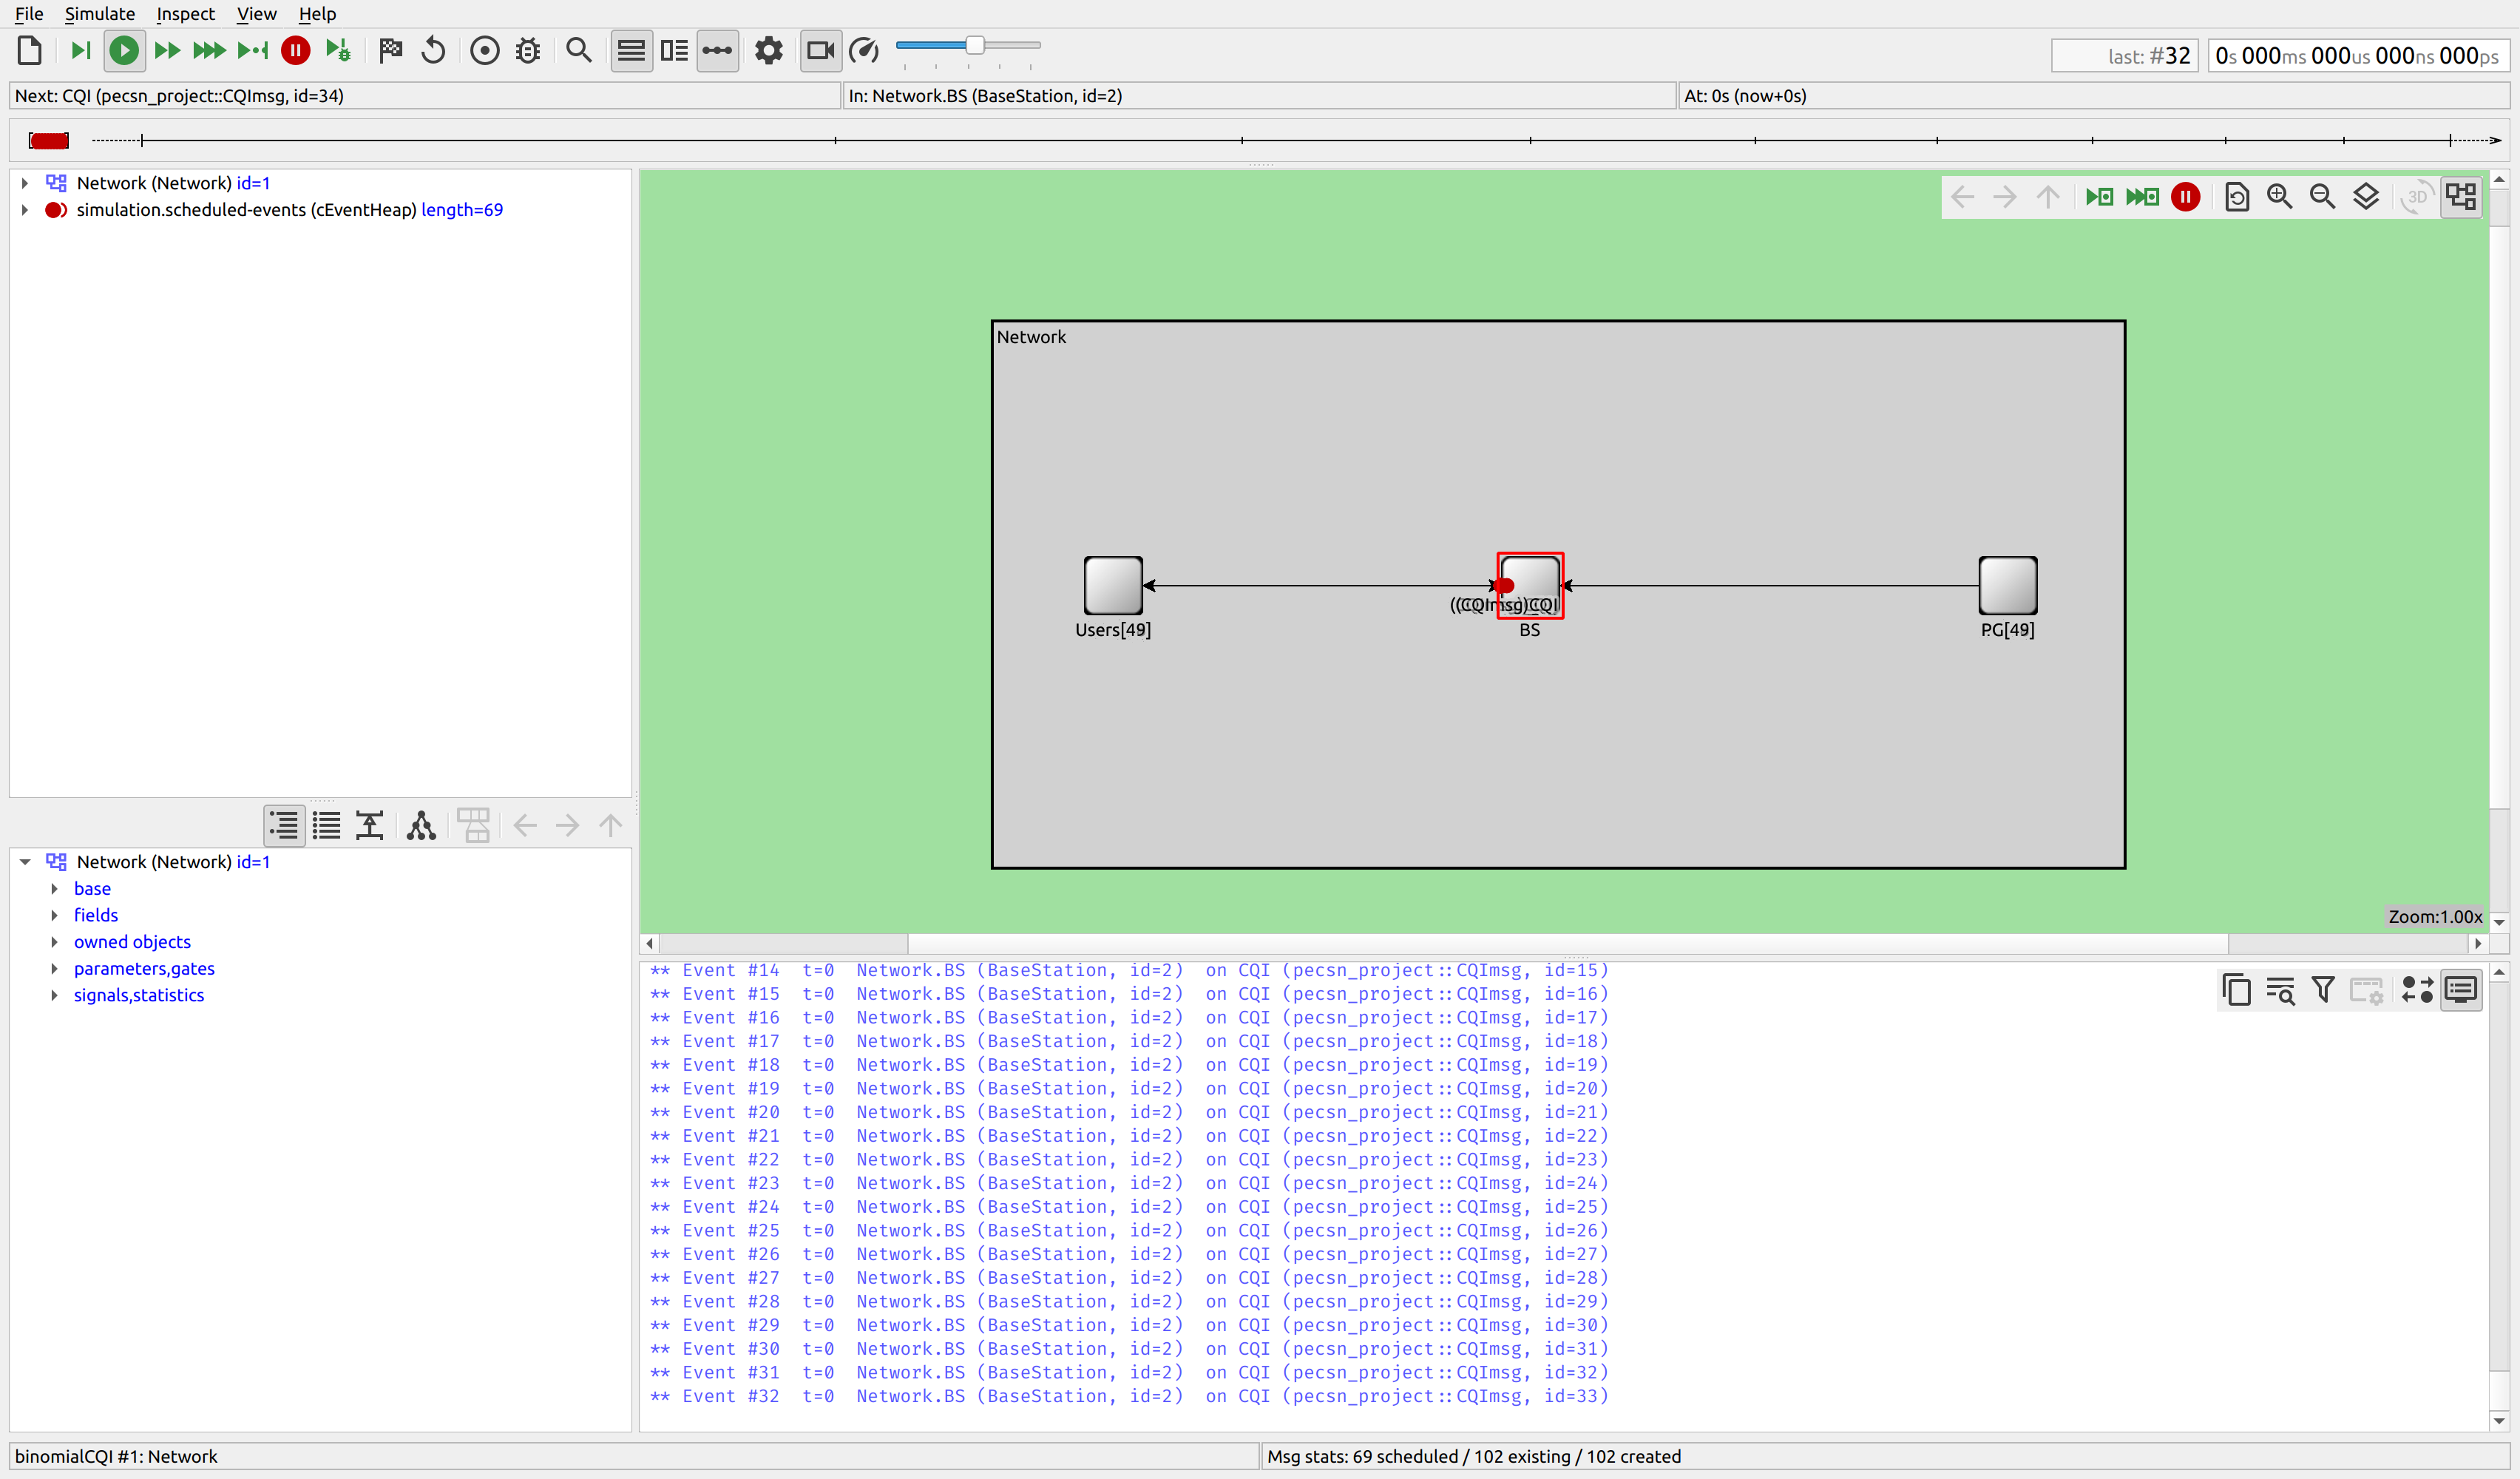 File Simulate Inspect View Help
last: #32 0s 000ms 000us 000ns 000ps
Next: CQI (pecsn_project::CQImsg, id=34) In: Network.BS (BaseStation, id=2) At: 0s (now+0s)
Network (Network) id=1
simulation.scheduled-events (cEventHeap) length=69
3D
Network
(CQImsg)CQI
Users[49] BS PG[49]
Zoom:1.00x
Network (Network) id=1
base
fields
owned objects
parameters,gates
signals,statistics
** Event #14 t=0 Network.BS (BaseStation, id=2) on CQI (pecsn_project::CQImsg, id=15)
** Event #15 t=0 Network.BS (BaseStation, id=2) on CQI (pecsn_project::CQImsg, id=16)
** Event #16 t=0 Network.BS (BaseStation, id=2) on CQI (pecsn_project::CQImsg, id=17)
** Event #17 t=0 Network.BS (BaseStation, id=2) on CQI (pecsn_project::CQImsg, id=18)
** Event #18 t=0 Network.BS (BaseStation, id=2) on CQI (pecsn_project::CQImsg, id=19)
** Event #19 t=0 Network.BS (BaseStation, id=2) on CQI (pecsn_project::CQImsg, id=20)
** Event #20 t=0 Network.BS (BaseStation, id=2) on CQI (pecsn_project::CQImsg, id=21)
** Event #21 t=0 Network.BS (BaseStation, id=2) on CQI (pecsn_project::CQImsg, id=22)
** Event #22 t=0 Network.BS (BaseStation, id=2) on CQI (pecsn_project::CQImsg, id=23)
** Event #23 t=0 Network.BS (BaseStation, id=2) on CQI (pecsn_project::CQImsg, id=24)
** Event #24 t=0 Network.BS (BaseStation, id=2) on CQI (pecsn_project::CQImsg, id=25)
** Event #25 t=0 Network.BS (BaseStation, id=2) on CQI (pecsn_project::CQImsg, id=26)
** Event #26 t=0 Network.BS (BaseStation, id=2) on CQI (pecsn_project::CQImsg, id=27)
** Event #27 t=0 Network.BS (BaseStation, id=2) on CQI (pecsn_project::CQImsg, id=28)
** Event #28 t=0 Network.BS (BaseStation, id=2) on CQI (pecsn_project::CQImsg, id=29)
** Event #29 t=0 Network.BS (BaseStation, id=2) on CQI (pecsn_project::CQImsg, id=30)
** Event #30 t=0 Network.BS (BaseStation, id=2) on CQI (pecsn_project::CQImsg, id=31)
** Event #31 t=0 Network.BS (BaseStation, id=2) on CQI (pecsn_project::CQImsg, id=32)
** Event #32 t=0 Network.BS (BaseStation, id=2) on CQI (pecsn_project::CQImsg, id=33)
binomialCQI #1: Network Msg stats: 69 scheduled / 102 existing / 102 created